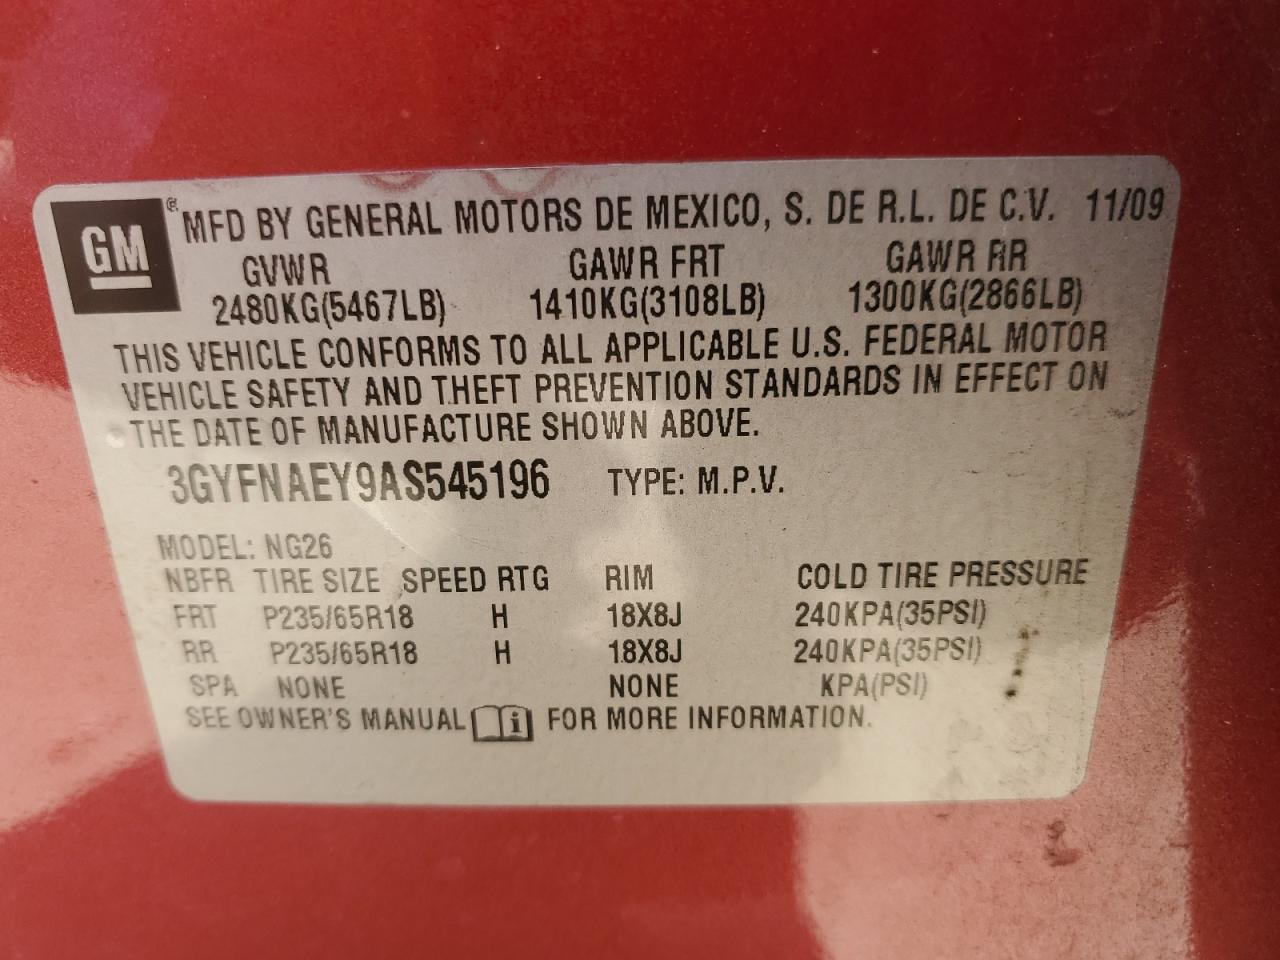 GM ® MFD BY GENERAL MOTORS DE MEXICO, S. DE R.L. DE C.V. 11/09
GVWR GAWR FRT GAWR RR
2480KG(5467LB) 1410KG(3108LB) 1300KG(2866LB)
THIS VEHICLE CONFORMS TO ALL APPLICABLE U.S. FEDERAL MOTOR
VEHICLE SAFETY AND THEFT PREVENTION STANDARDS IN EFFECT ON
THE DATE OF MANUFACTURE SHOWN ABOVE.
3GYFNAEY9AS545196 TYPE: M.P.V.
MODEL: NG26
NBFR TIRE SIZE SPEED RTG RIM COLD TIRE PRESSURE
FRT P235/65R18 H 18X8J 240KPA(35PSI)
RR P235/65R18 H 18X8J 240KPA(35PSI)
SPA NONE NONE KPA(PSI)
SEE OWNER'S MANUAL i FOR MORE INFORMATION.